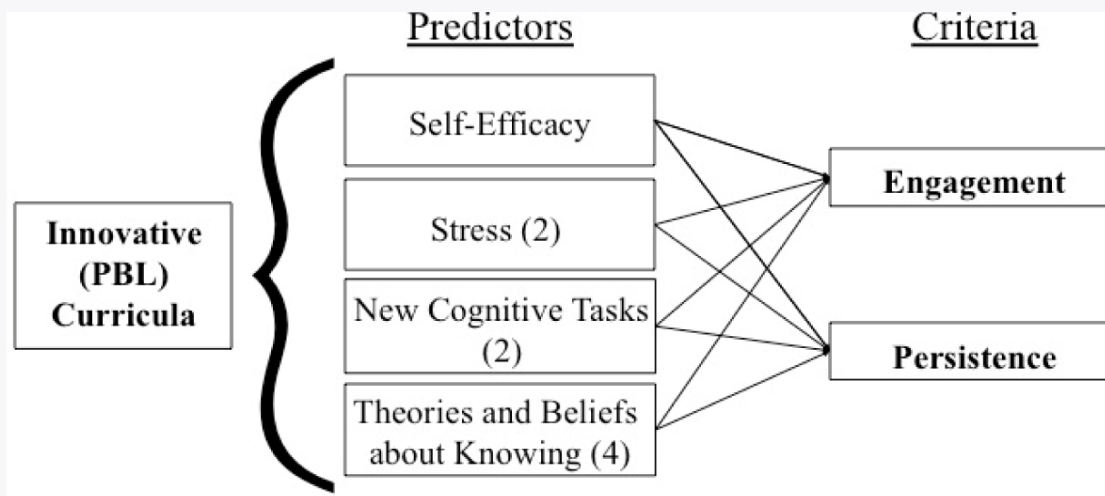 Predictors
Criteria
Self-Efficacy
Engagement
Stress (2)
Innovative
(PBL)
Curricula
New Cognitive Tasks
(2)
Persistence
Theories and Beliefs
about Knowing (4)